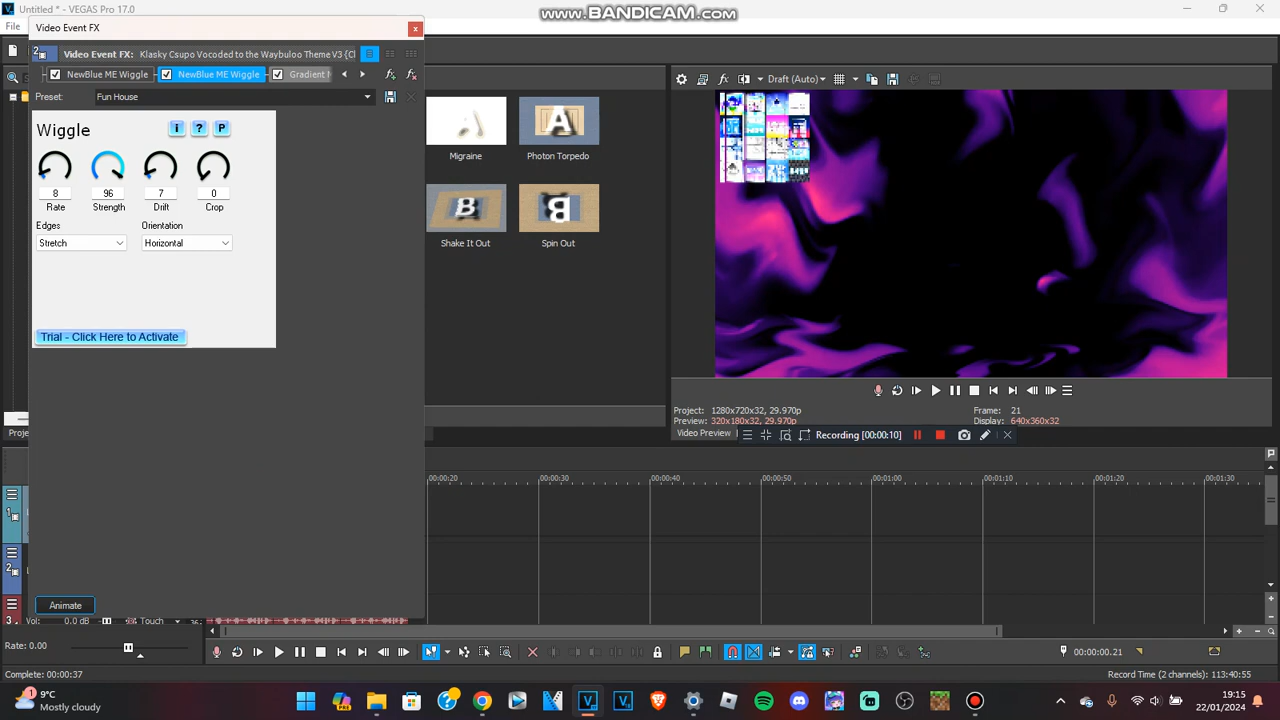 Untitled * - VEGAS Pro 17.0
www.BANDICAM.com
File
Video Event FX
Video Event FX: Klasky Csupo Vocoded to the Waybuloo Theme V3 {Cl
NewBlue ME Wiggle
NewBlue ME Wiggle
Gradient M
Preset:
Fun House
Draft (Auto)
Wiggle
i
?
P
8
96
7
0
Rate
Strength
Drift
Crop
Edges
Orientation
Stretch
Horizontal
Trial - Click Here to Activate
Migraine
Photon Torpedo
Shake It Out
Spin Out
Project: 1280x720x32, 29.970p
Frame: 21
Preview: 320x180x32, 29.970p
Display: 640x360x32
Proj
Video Preview
Recording [00:00:10]
00:00:20
00:00:30
00:00:40
00:00:50
00:01:00
00:01:10
00:01:20
00:01:30
1
2
3
Animate
Vol:
0.0 dB
Touch
Rate: 0.00
00:00:00.21
Complete: 00:00:37
Record Time (2 channels): 113:40:55
1
9°C
Mostly cloudy
19:15
22/01/2024